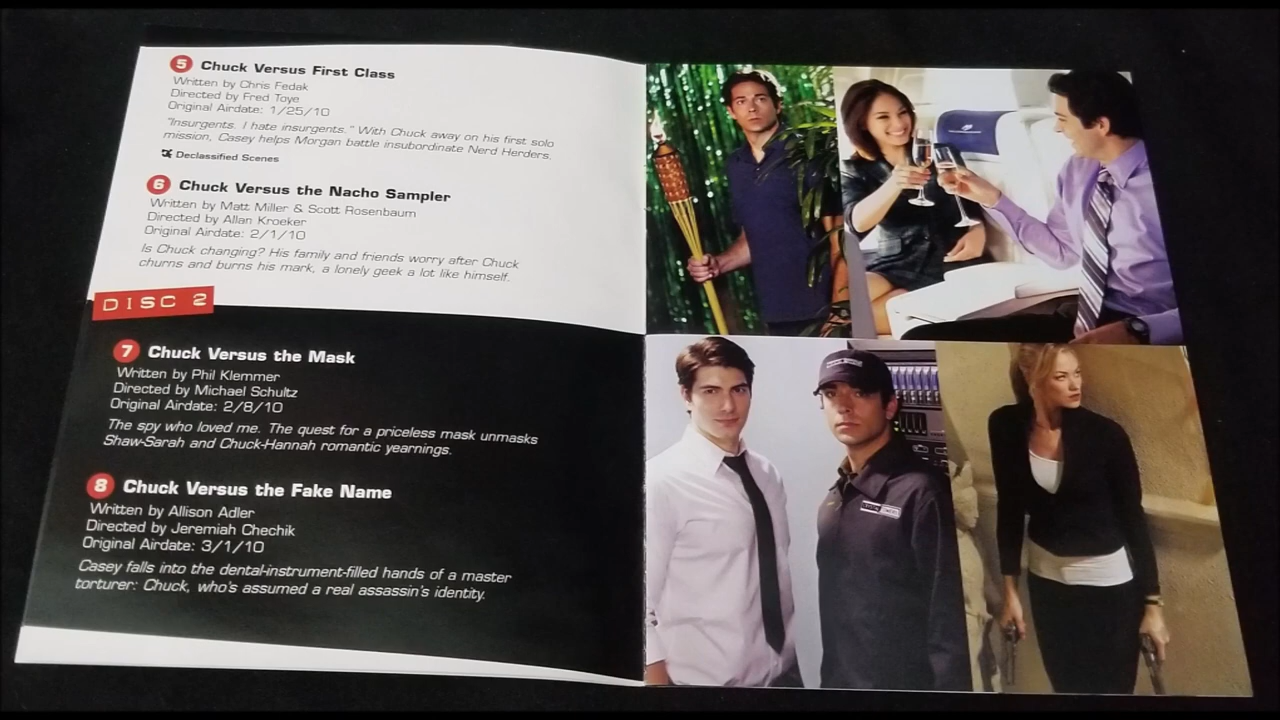 5 Chuck Versus First Class
Written by Chris Fedak
Directed by Fred Toye
Original Airdate: 1/25/10
"Insurgents. I hate insurgents." With Chuck away on his first solo
mission, Casey helps Morgan battle insubordinate Nerd Herders.
Declassified Scenes
6 Chuck Versus the Nacho Sampler
Written by Matt Miller & Scott Rosenbaum
Directed by Allan Kroeker
Original Airdate: 2/1/10
Is Chuck changing? His family and friends worry after Chuck
churns and burns his mark, a lonely geek a lot like himself.
DISC 2
7 Chuck Versus the Mask
Written by Phil Klemmer
Directed by Michael Schultz
Original Airdate: 2/8/10
The spy who loved me. The quest for a priceless mask unmasks
Shaw-Sarah and Chuck-Hannah romantic yearnings.
8 Chuck Versus the Fake Name
Written by Allison Adler
Directed by Jeremiah Chechik
Original Airdate: 3/1/10
Casey falls into the dental-instrument-filled hands of a master
torturer: Chuck, who's assumed a real assassin's identity.